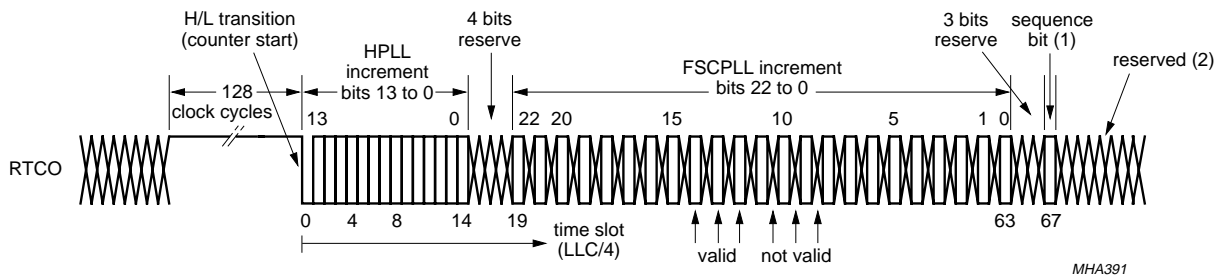 H/L transition
(counter start)
4 bits
reserve
3 bits
reserve
sequence
bit (1)
reserved (2)
HPLL
increment
bits 13 to 0
FSCPLL increment
bits 22 to 0
128
clock cycles
13 0 22 20 15 10 5 1 0
RTCO
0 4 8 14 19 63 67
time slot
(LLC/4)
valid not valid
MHA391